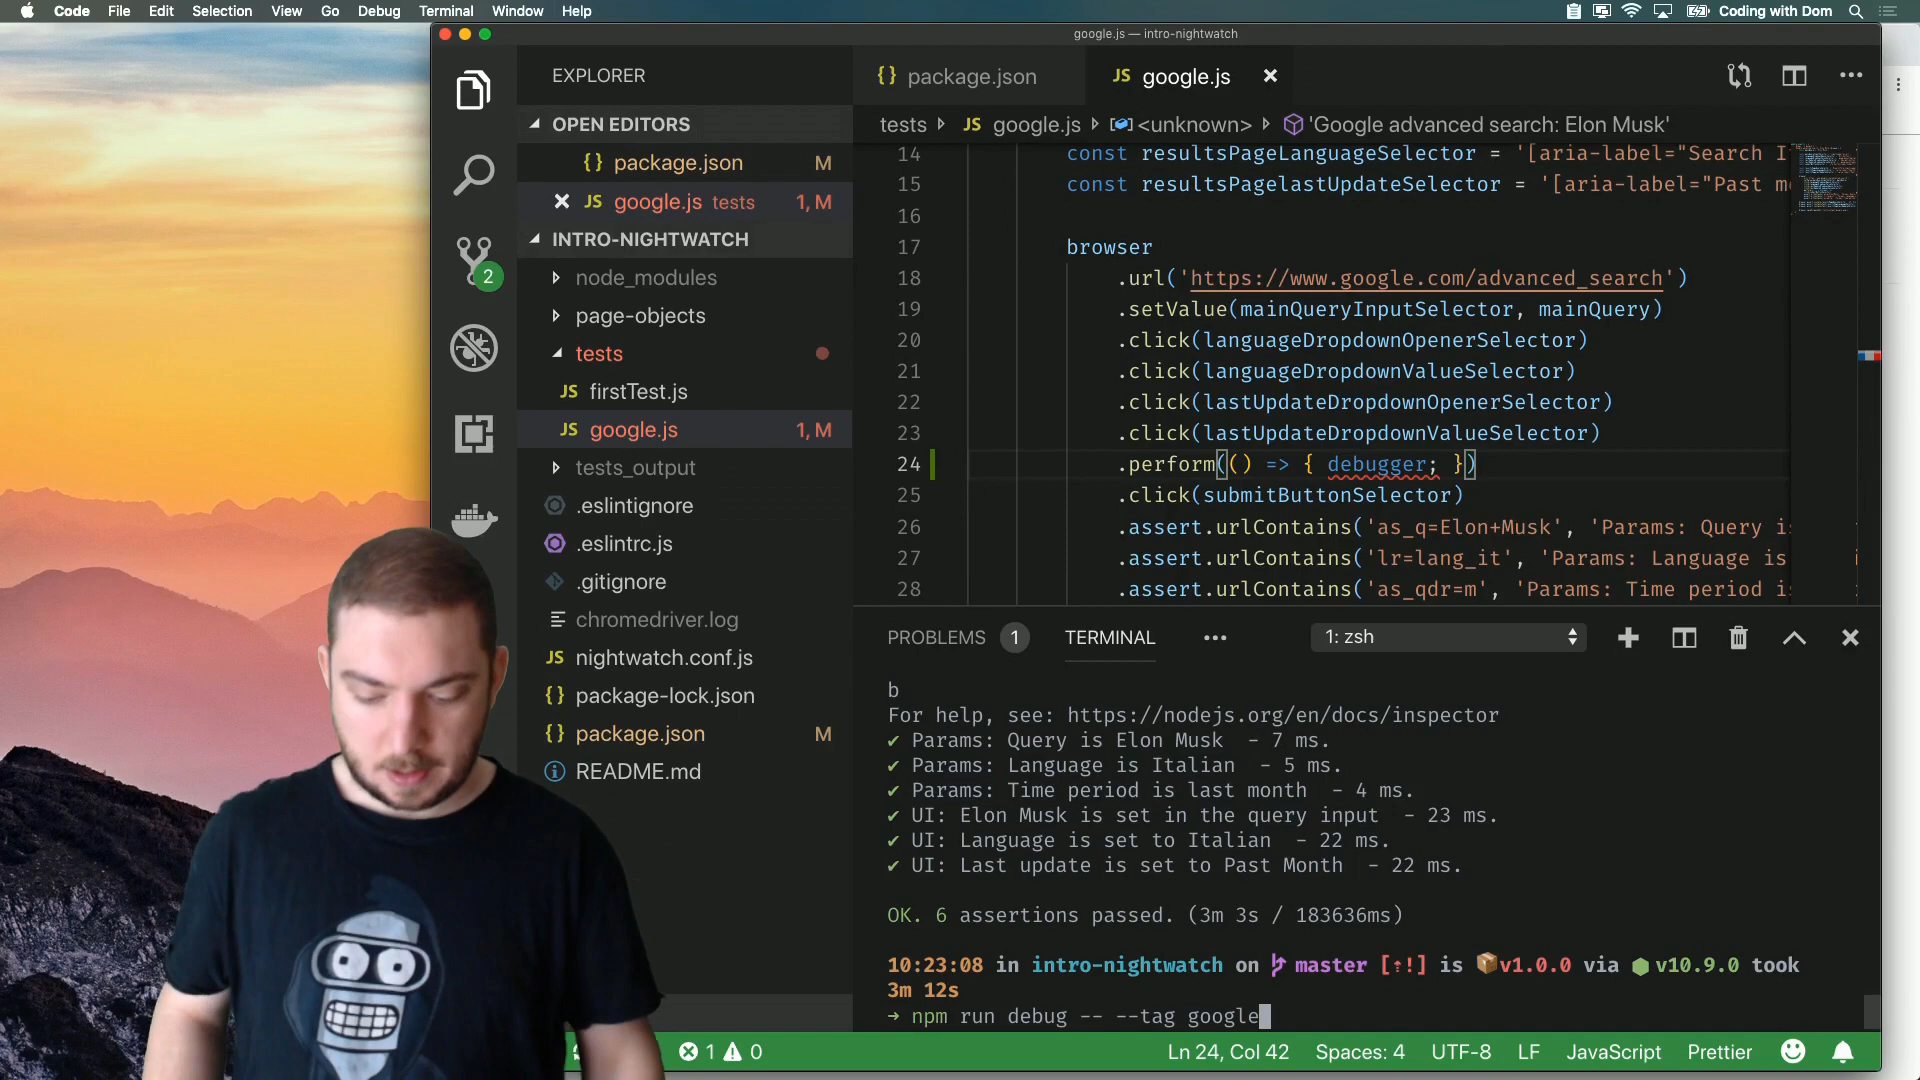 Code File Edit Selection View Go Debug Terminal Window Help Coding with Dom
google.js — intro-nightwatch
EXPLORER
OPEN EDITORS
{} package.json M
JS google.js tests 1, M
INTRO-NIGHTWATCH
node_modules
page-objects
tests
JS firstTest.js
JS google.js 1, M
tests_output
.eslintignore
.eslintrc.js
.gitignore
chromedriver.log
JS nightwatch.conf.js
{} package-lock.json
{} package.json M
README.md
2
{} package.json
JS google.js
tests JS google.js <unknown> 'Google advanced search: Elon Musk'
14 const resultsPageLanguageSelector = '[aria-label="Search I
15 const resultsPagelastUpdateSelector = '[aria-label="Past m
16
17 browser
18 .url('https://www.google.com/advanced_search')
19 .setValue(mainQueryInputSelector, mainQuery)
20 .click(languageDropdownOpenerSelector)
21 .click(languageDropdownValueSelector)
22 .click(lastUpdateDropdownOpenerSelector)
23 .click(lastUpdateDropdownValueSelector)
24 .perform(() => { debugger; })
25 .click(submitButtonSelector)
26 .assert.urlContains('as_q=Elon+Musk', 'Params: Query i
27 .assert.urlContains('lr=lang_it', 'Params: Language is
28 .assert.urlContains('as_qdr=m', 'Params: Time period i
PROBLEMS 1 TERMINAL ... 1: zsh
b
For help, see: https://nodejs.org/en/docs/inspector
✔ Params: Query is Elon Musk - 7 ms.
✔ Params: Language is Italian - 5 ms.
✔ Params: Time period is last month - 4 ms.
✔ UI: Elon Musk is set in the query input - 23 ms.
✔ UI: Language is set to Italian - 22 ms.
✔ UI: Last update is set to Past Month - 22 ms.
OK. 6 assertions passed. (3m 3s / 183636ms)
10:23:08 in intro-nightwatch on master [⇡!] is 📦v1.0.0 via ⬢ v10.9.0 took
3m 12s
➜ npm run debug -- --tag google
1 0 Ln 24, Col 42 Spaces: 4 UTF-8 LF JavaScript Prettier